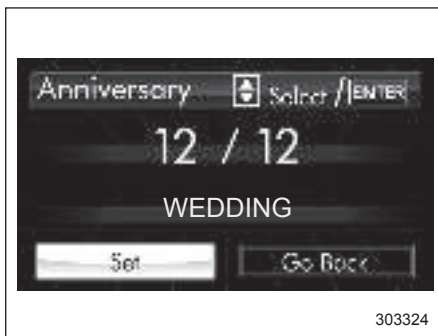 Anniversary Select / ENTER
12 / 12
WEDDING
Set Go Back
303324